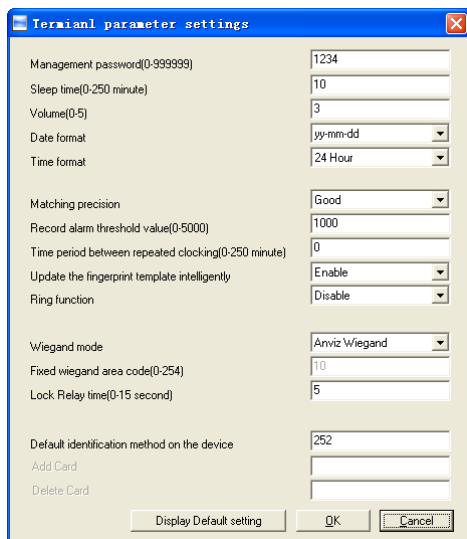 Termianl parameter settings
Management password(0-999999) 1234
Sleep time(0-250 minute) 10
Volume(0-5) 3
Date format yy-mm-dd
Time format 24 Hour
Matching precision Good
Record alarm threshold value(0-5000) 1000
Time period between repeated clocking(0-250 minute) 0
Update the fingerprint template intelligently Enable
Ring function Disable
Wiegand mode Anviz Wiegand
Fixed wiegand area code(0-254) 10
Lock Relay time(0-15 second) 5
Default identification method on the device 252
Add Card
Delete Card
Display Default setting OK Cancel